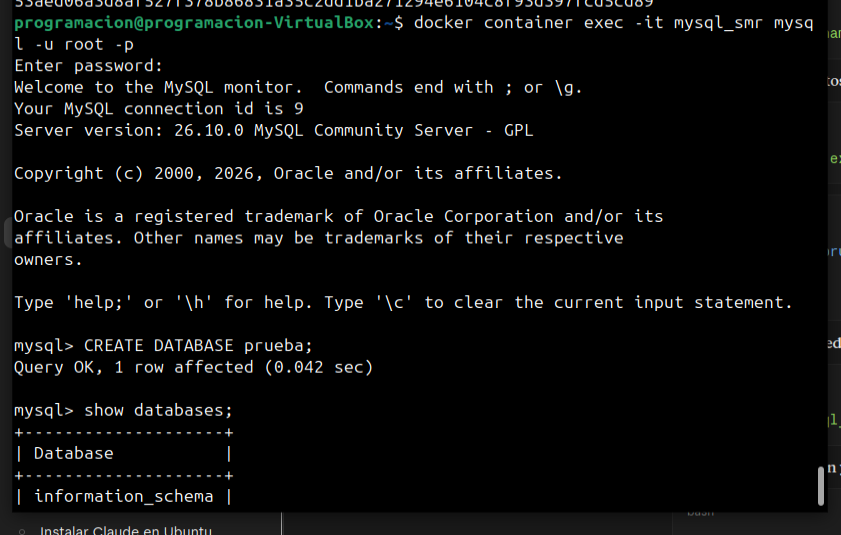 53aed06a3d8af527f378b86831a35c2dd1ba271294e6104c8f93d397fcd5cd89
programacion@programacion-VirtualBox:~$ docker container exec -it mysql_smr mysq
l -u root -p
Enter password:
Welcome to the MySQL monitor.  Commands end with ; or \g.
Your MySQL connection id is 9
Server version: 26.10.0 MySQL Community Server - GPL
Copyright (c) 2000, 2026, Oracle and/or its affiliates.
Oracle is a registered trademark of Oracle Corporation and/or its
affiliates. Other names may be trademarks of their respective
owners.
Type 'help;' or '\h' for help. Type '\c' to clear the current input statement.
mysql> CREATE DATABASE prueba;
Query OK, 1 row affected (0.042 sec)
mysql> show databases;
+--------------------+
| Database           |
+--------------------+
| information_schema |
bash
Instalar Claude en Ubuntu